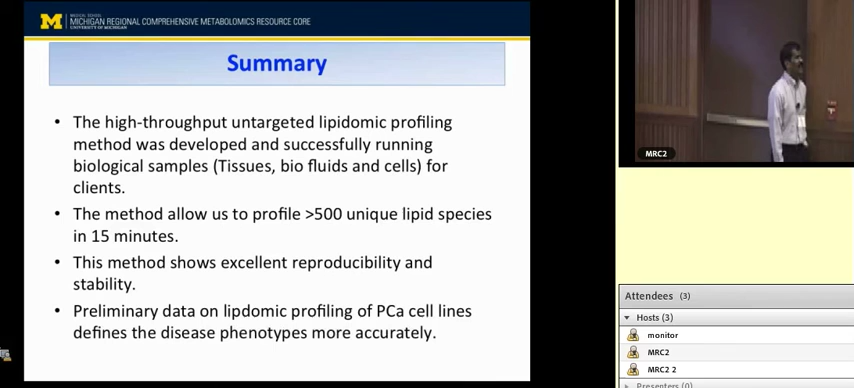 M
MICHIGAN REGIONAL COMPREHENSIVE METABOLOMICS RESOURCE CORE
UNIVERSITY OF MICHIGAN
Summary
• The high-throughput untargeted lipidomic profiling
method was developed and successfully running
biological samples (Tissues, bio fluids and cells) for
clients.
• The method allow us to profile >500 unique lipid species
in 15 minutes.
• This method shows excellent reproducibility and
stability.
• Preliminary data on lipdomic profiling of PCa cell lines
defines the disease phenotypes more accurately.
MRC2
Attendees (3)
Hosts (3)
monitor
MRC2
MRC2 2
Presenters (0)